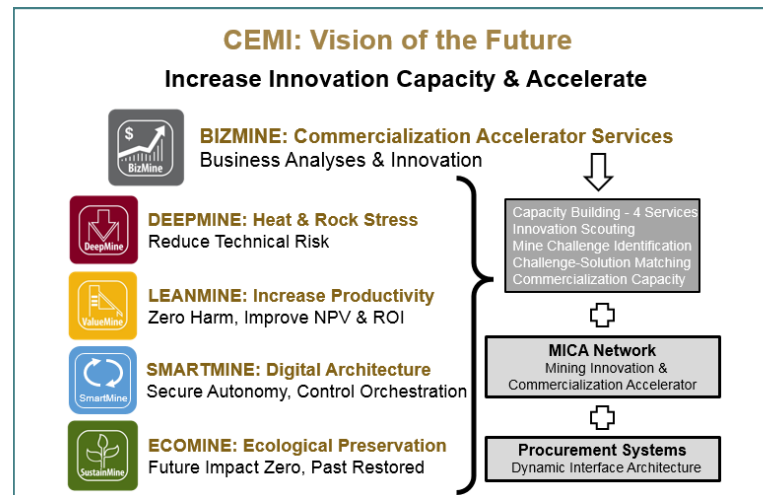 CEMI: Vision of the Future
Increase Innovation Capacity & Accelerate
$
BizMine
BIZMINE: Commercialization Accelerator Services
Business Analyses & Innovation
DeepMine
DEEPMINE: Heat & Rock Stress
Reduce Technical Risk
ValueMine
LEANMINE: Increase Productivity
Zero Harm, Improve NPV & ROI
SmartMine
SMARTMINE: Digital Architecture
Secure Autonomy, Control Orchestration
SustainMine
ECOMINE: Ecological Preservation
Future Impact Zero, Past Restored
Capacity Building - 4 Services
Innovation Scouting
Mine Challenge Identification
Challenge-Solution Matching
Commercialization Capacity
MICA Network
Mining Innovation &
Commercialization Accelerator
Procurement Systems
Dynamic Interface Architecture